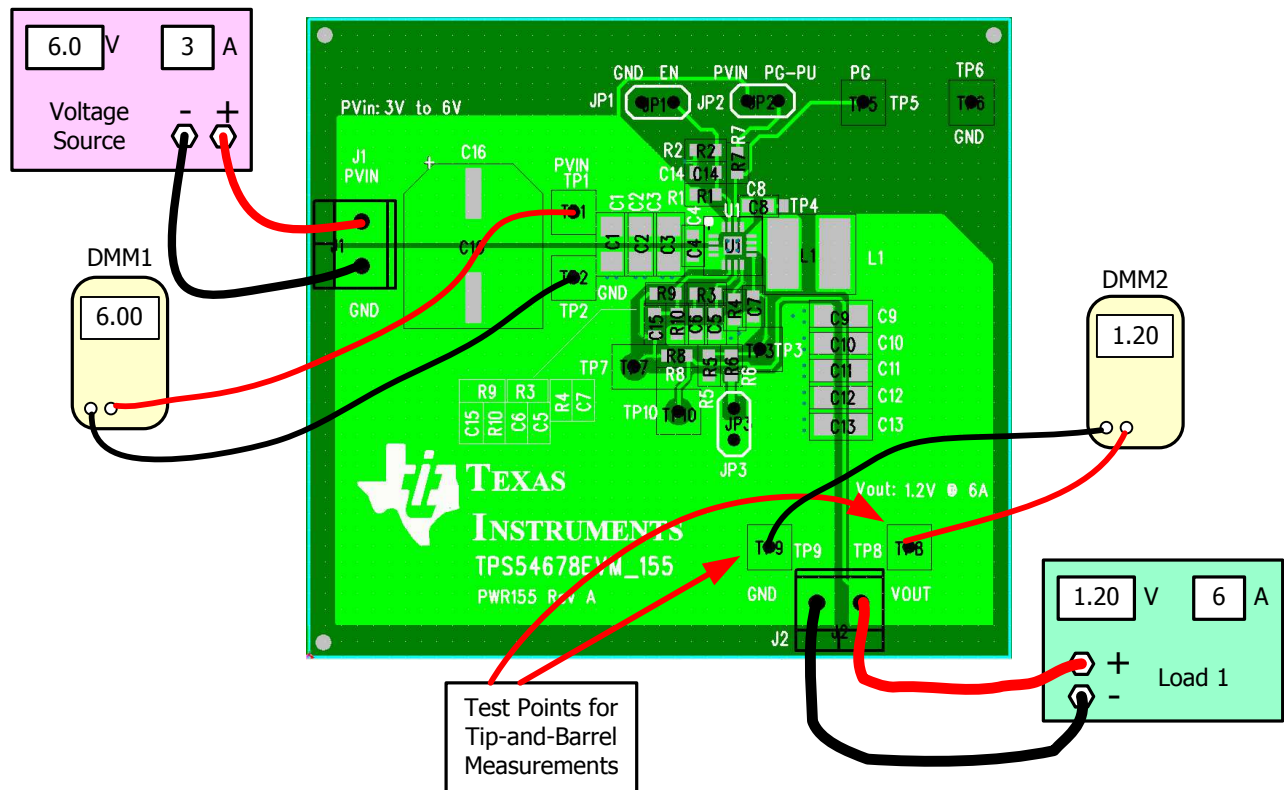 6.0 V 3 A
Voltage
Source
- +
DMM1
6.00
DMM2
1.20
1.20 V 6 A
+
-
Load 1
Test Points for
Tip-and-Barrel
Measurements
PVin: 3V to 6V
J1
PVIN
J1
GND
C16
+
C16
PVIN
TP1
TP1
TP2
GND
TP2
C1
C2
C3
C4
C1
C2
C3
C4
GND EN
JP1
JP1
PVIN PG-PU
JP2
JP2
PG
TP5
TP5
TP6
TP6
GND
R2
R2
C14
C14
R1
R1
R7
R7
C8
C8
TP4
U1
L1
L1
R9
R3
C15
R10
C6
C5
R4
C7
TP7
TP7
R8
R8
R5
R6
R5
R6
TP3
TP3
TP10
TP10
JP3
JP3
R9
R3
C15
R10
C6
C5
R4
C7
C9
C9
C10
C10
C11
C11
C12
C12
C13
C13
TEXAS
INSTRUMENTS
TPS54678EVM_155
PWR155 Rev A
Vout: 1.2V @ 6A
TP9
TP9
TP8
TP8
GND
VOUT
J2
J2